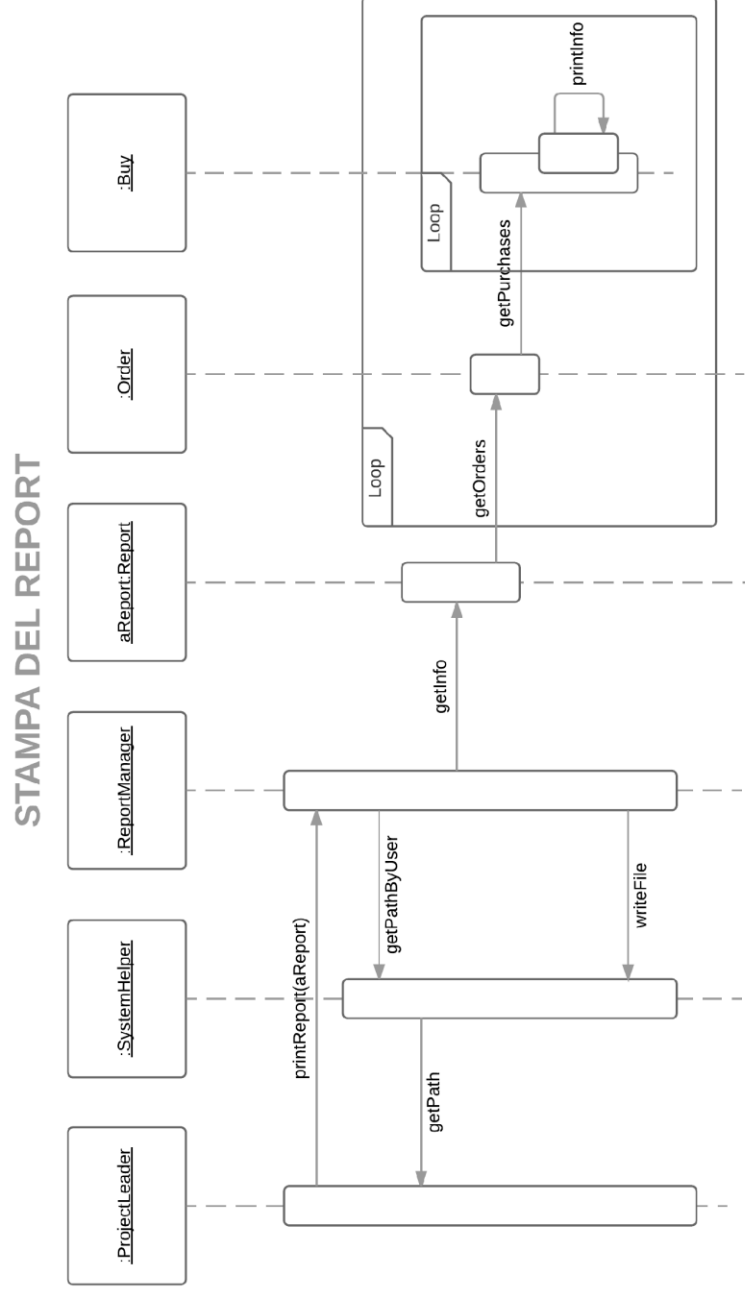 STAMPA DEL REPORT
:ProjectLeader
:SystemHelper
:ReportManager
aReport:Report
:Order
:Buy
printReport(aReport)
getPathByUser
getPath
getInfo
Loop
getOrders
Loop
getPurchases
printInfo
writeFile